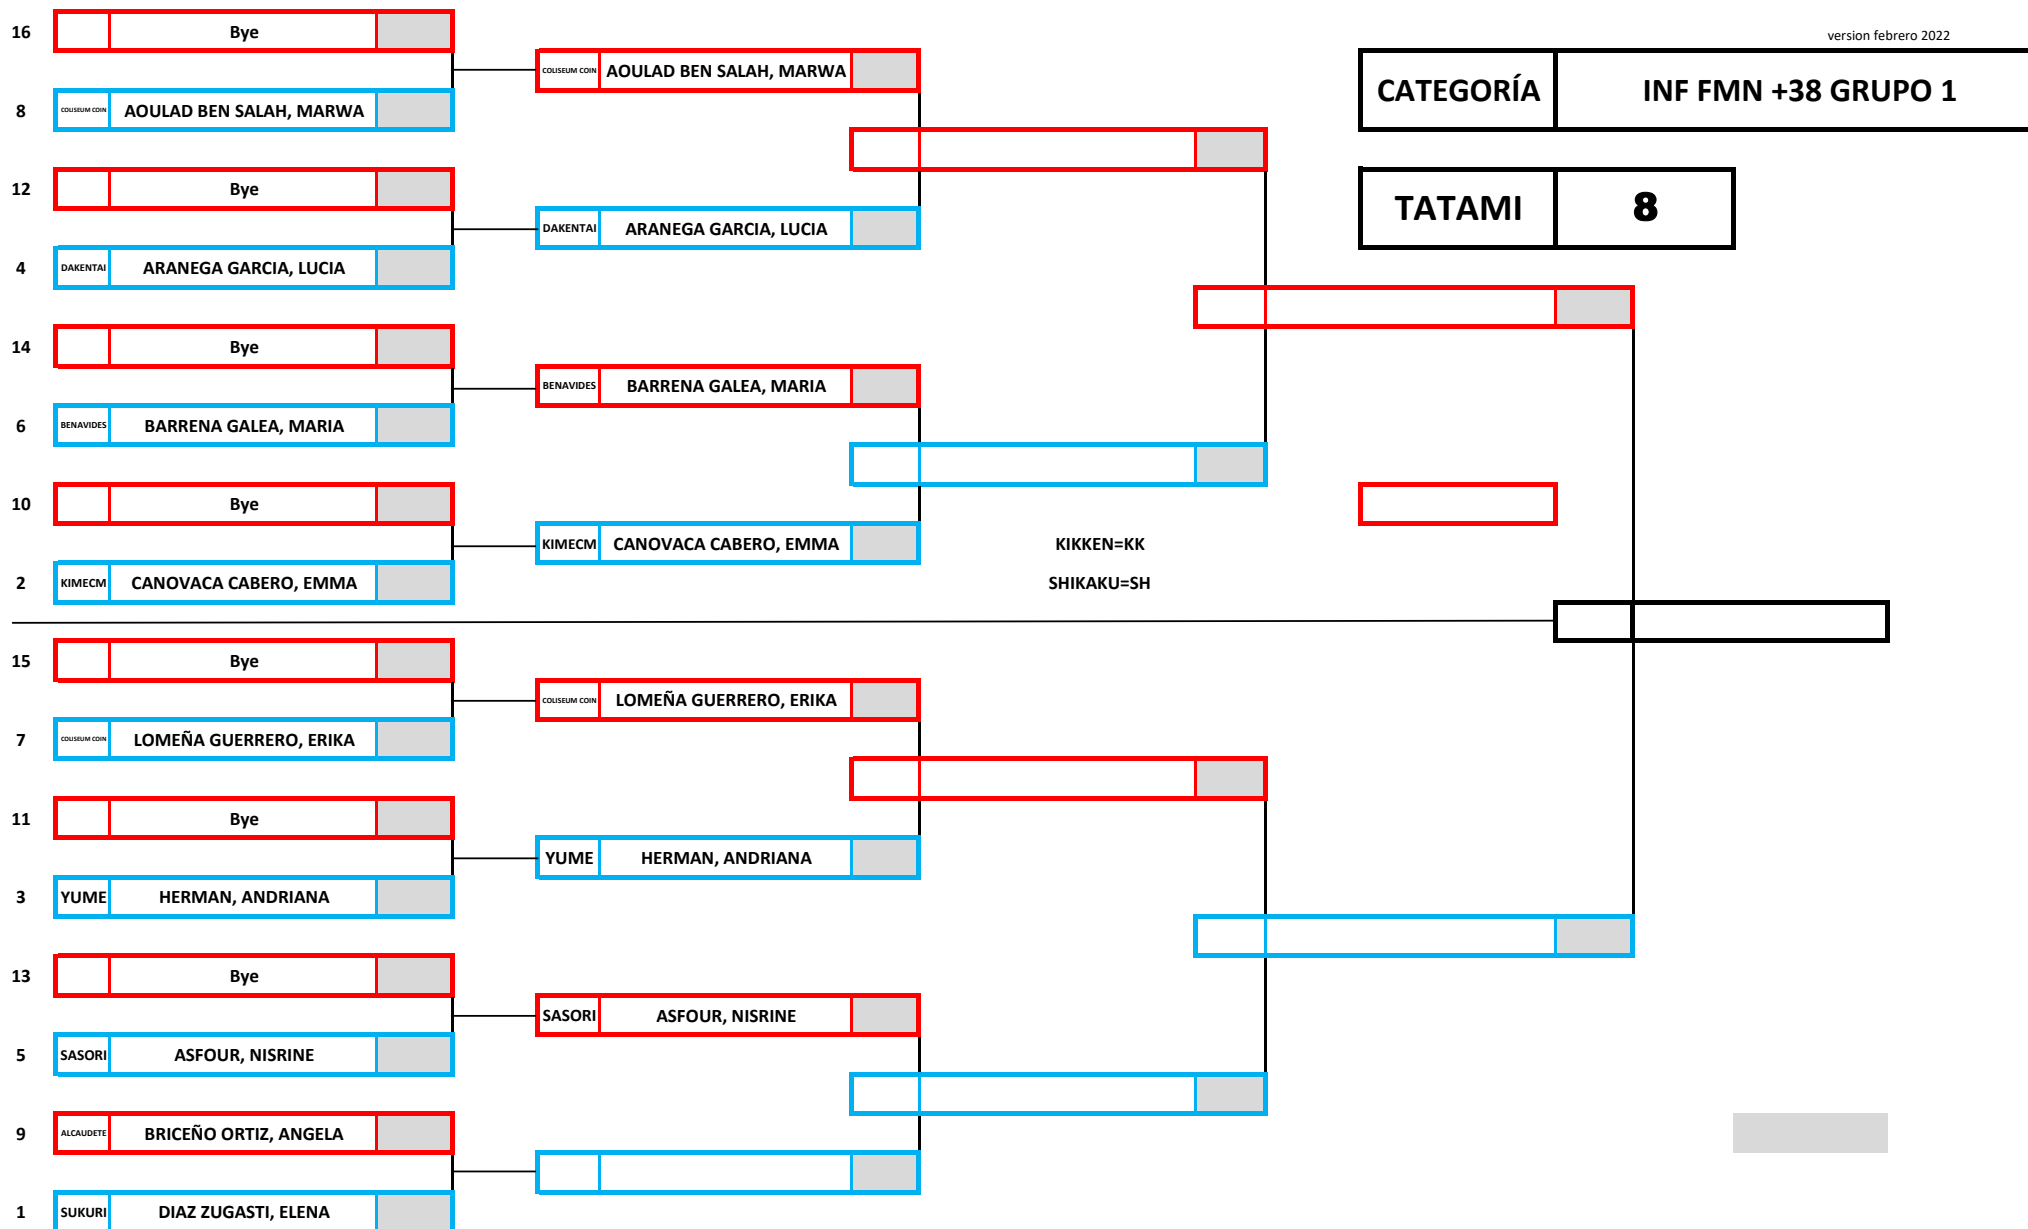 version febrero 2022
CATEGORÍA INF FMN +38 GRUPO 1
TATAMI 8
16 Bye
COLISEUM COIN AOULAD BEN SALAH, MARWA
8 COLISEUM COIN AOULAD BEN SALAH, MARWA
12 Bye
DAKENTAI ARANEGA GARCIA, LUCIA
4 DAKENTAI ARANEGA GARCIA, LUCIA
14 Bye
BENAVIDES BARRENA GALEA, MARIA
6 BENAVIDES BARRENA GALEA, MARIA
10 Bye
KIMECM CANOVACA CABERO, EMMA
KIKKEN=KK
2 KIMECM CANOVACA CABERO, EMMA
SHIKAKU=SH
15 Bye
COLISEUM COIN LOMEÑA GUERRERO, ERIKA
7 COLISEUM COIN LOMEÑA GUERRERO, ERIKA
11 Bye
YUME HERMAN, ANDRIANA
3 YUME HERMAN, ANDRIANA
13 Bye
SASORI ASFOUR, NISRINE
5 SASORI ASFOUR, NISRINE
9 ALCAUDETE BRICEÑO ORTIZ, ANGELA
1 SUKURI DIAZ ZUGASTI, ELENA